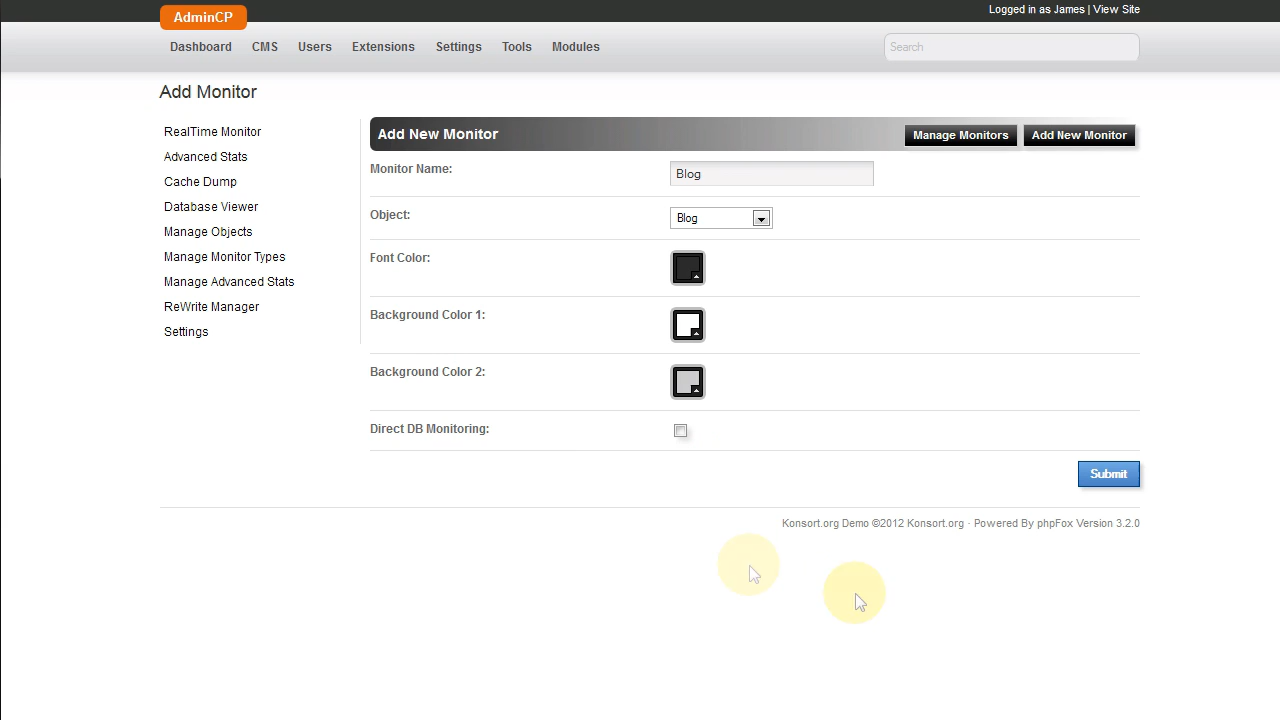 Logged in as James | View Site
AdminCP
Dashboard CMS Users Extensions Settings Tools Modules
Search
Add Monitor
RealTime Monitor
Advanced Stats
Cache Dump
Database Viewer
Manage Objects
Manage Monitor Types
Manage Advanced Stats
ReWrite Manager
Settings
Add New Monitor
Manage Monitors Add New Monitor
Monitor Name: Blog
Object: Blog
Font Color:
Background Color 1:
Background Color 2:
Direct DB Monitoring:
Submit
Konsort.org Demo ©2012 Konsort.org · Powered By phpFox Version 3.2.0